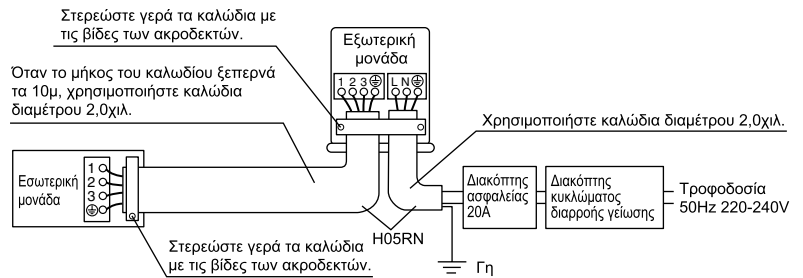 Στερεώστε γερά τα καλώδια με
τις βίδες των ακροδεκτών.
Εξωτερική
μονάδα
1 2 3
L N
Όταν το μήκος του καλωδίου ξεπερνά
τα 10μ, χρησιμοποιήστε καλώδια
διαμέτρου 2,0χιλ.
Χρησιμοποιήστε καλώδια διαμέτρου 2,0χιλ.
Εσωτερική
μονάδα
1
2
3
Διακόπτης
ασφαλείας
20A
Διακόπτης
κυκλώματος
διαρροής γείωσης
Τροφοδοσία
50Hz 220-240V
H05RN
Γη
Στερεώστε γερά τα καλώδια
με τις βίδες των ακροδεκτών.